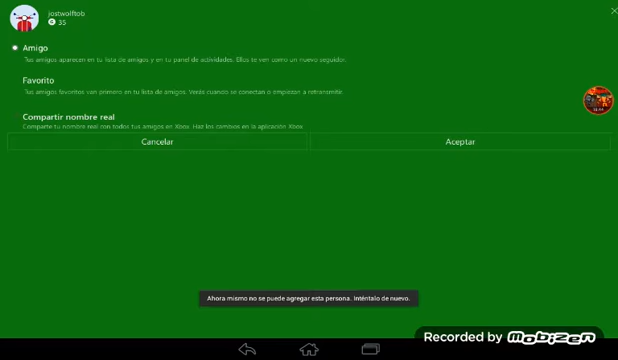 jostwolftob
G 35
Amigo
Tus amigos aparecen en tu lista de amigos y en tu panel de actividades. Ellos te ven como un nuevo seguidor.
Favorito
Tus amigos favoritos van primero en tu lista de amigos. Verás cuando se conectan o empiezan a retransmitir.
Compartir nombre real
Comparte tu nombre real con todos tus amigos en Xbox. Haz los cambios en la aplicación Xbox.
Cancelar
Aceptar
Ahora mismo no se puede agregar esta persona. Inténtalo de nuevo.
Recorded by MOBIZEN